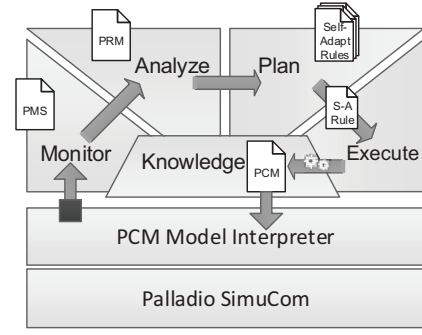 PRM
Self-
Adapt
Rules
Analyze
Plan
PMS
S-A
Rule
Monitor
Knowledge
PCM
Execute
PCM Model Interpreter
Palladio SimuCom